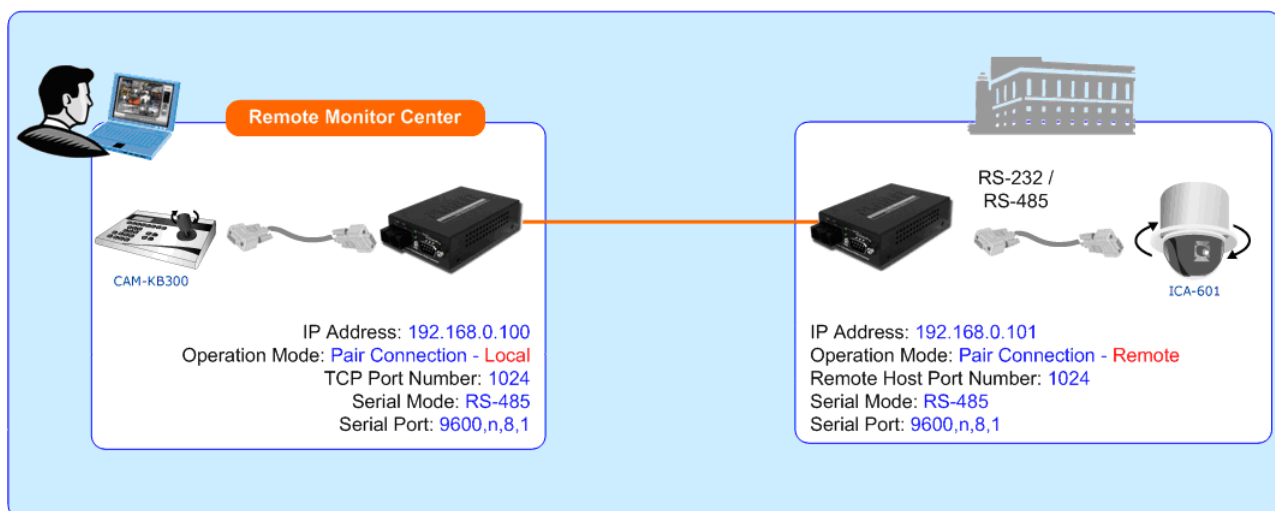 Remote Monitor Center
CAM-KB300
IP Address: 192.168.0.100
Operation Mode: Pair Connection - Local
TCP Port Number: 1024
Serial Mode: RS-485
Serial Port: 9600,n,8,1
RS-232 /
RS-485
ICA-601
IP Address: 192.168.0.101
Operation Mode: Pair Connection - Remote
Remote Host Port Number: 1024
Serial Mode: RS-485
Serial Port: 9600,n,8,1